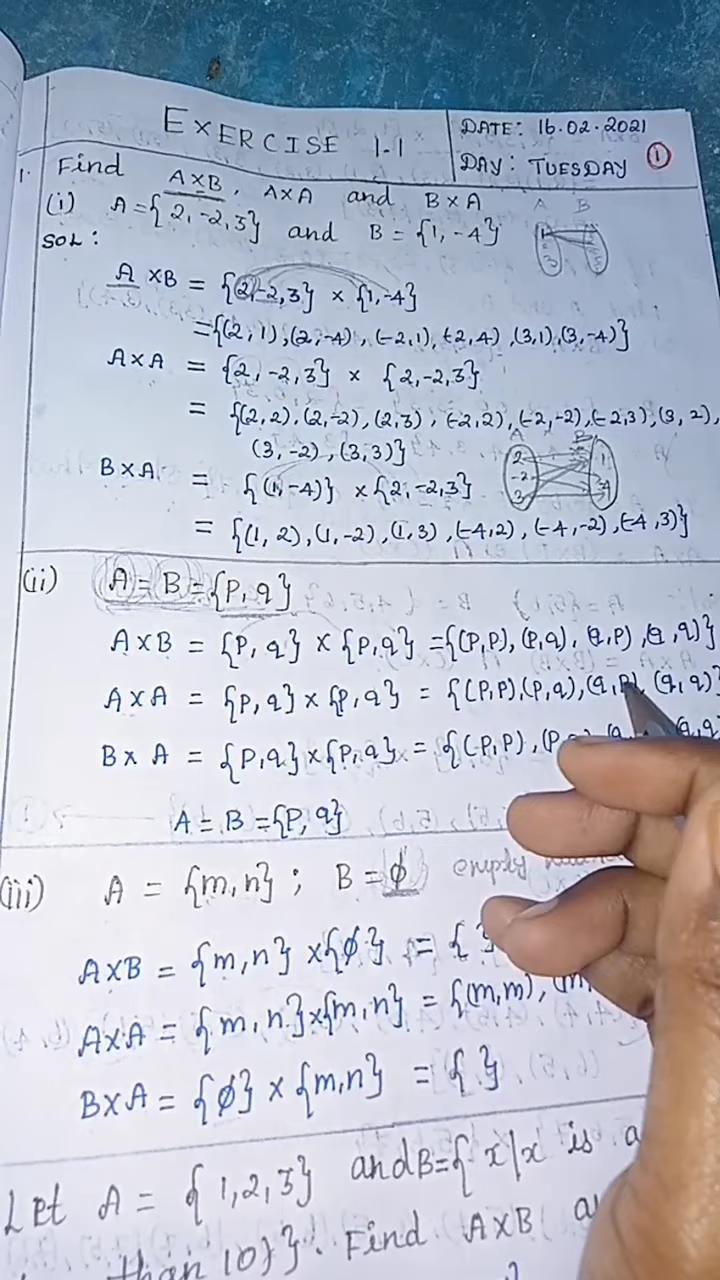 EXERCISE 1.1
DATE: 16.02.2021
DAY: TUESDAY
1
1. Find A×B, A×A and B×A
(i) A={2,-2,3} and B = {1,-4}
SOL:
A×B = {2,-2,3} × {1,-4}
={(2,1),(2,-4),(-2,1),(-2,4),(3,1),(3,-4)}
A×A = {2,-2,3} × {2,-2,3}
= {(2,2),(2,-2),(2,3),(-2,2),(-2,-2),(-2,3),(3,2),
(3,-2),(3,3)}
B×A = {(1,-4)} × {2,-2,3}
= {(1,2),(1,-2),(1,3),(-4,2),(-4,-2),(-4,3)}
(ii) A = B = {P,q}
A×B = {P,q} × {P,q} = {(P,P),(P,q),(q,P),(q,q)}
A×A = {P,q} × {P,q} = {(P,P),(P,q),(q,P),(q,q)}
B×A = {P,q}×{P,q} = {(P,P),(P
A = B = {P,q}
(iii) A = {m,n} ; B = ϕ
A×B = {m,n} × {ϕ} = { }
A×A = {m,n}×{m,n} = {(m,m),(m,
B×A = {ϕ} × {m,n} = { }
Let A = {1,2,3} and B={x|x is a
than 10}}. Find A×B